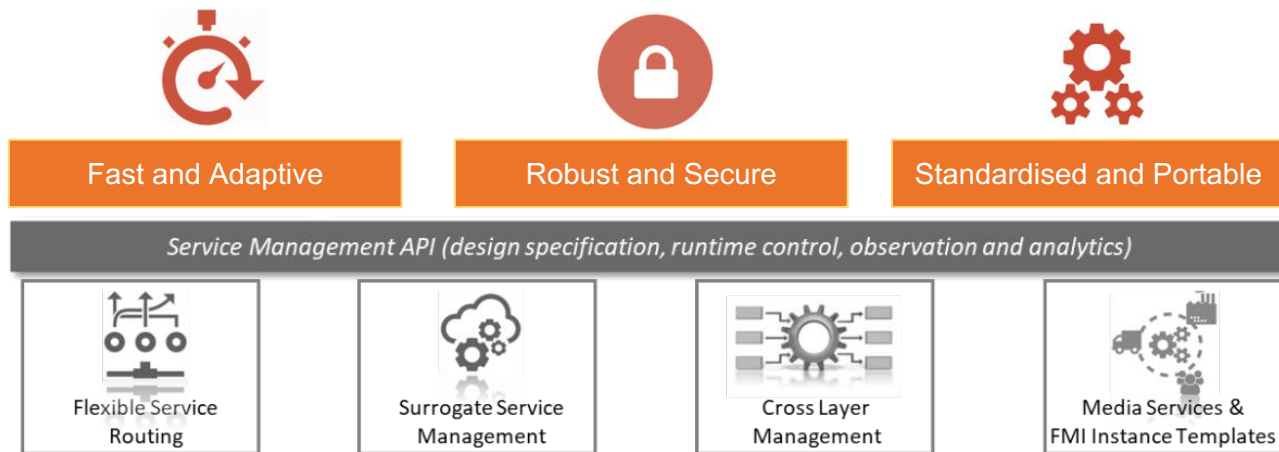 Fast and Adaptive
Robust and Secure
Standardised and Portable
Service Management API (design specification, runtime control, observation and analytics)
Flexible Service
Routing
Surrogate Service
Management
Cross Layer
Management
Media Services &
FMI Instance Templates